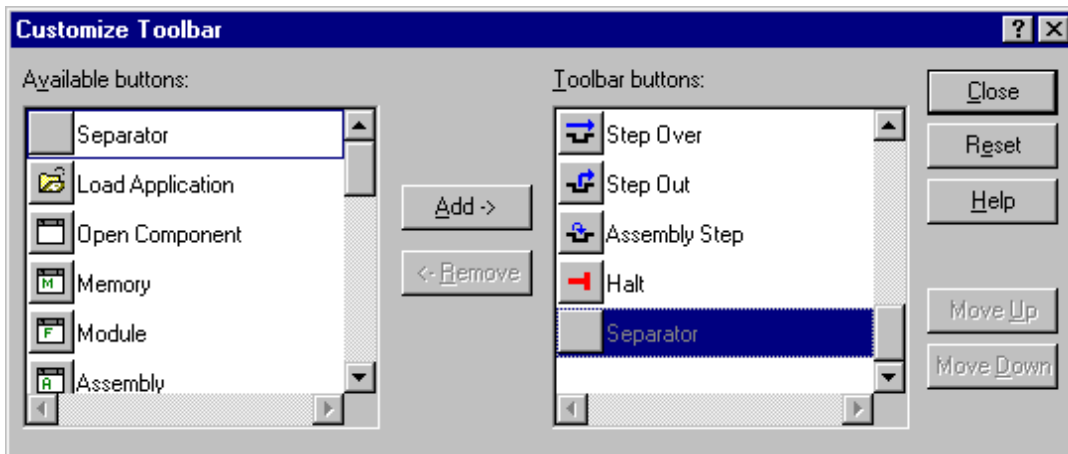 Customize Toolbar
Available buttons:
Separator
Load Application
Open Component
Memory
M
Module
F
Assembly
A
Add ->
<- Remove
Toolbar buttons:
Step Over
Step Out
Assembly Step
Halt
Separator
?
Close
Reset
Help
Move Up
Move Down